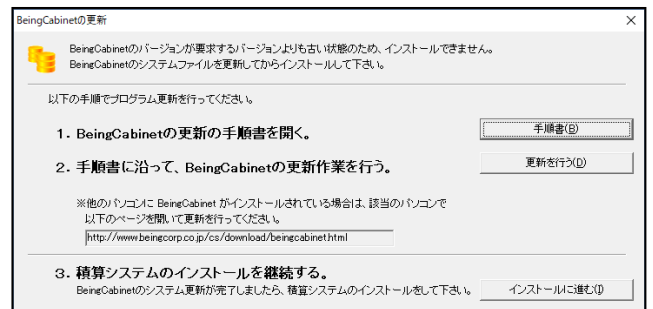 BeingCabinetの更新
BeingCabinetのバージョンが要求するバージョンよりも古い状態のため、インストールできません。
BeingCabinetのシステムファイルを更新してからインストールして下さい。
以下の手順でプログラム更新を行ってください。
1. BeingCabinetの更新の手順書を開く。
手順書(B)
2. 手順書に沿って、BeingCabinetの更新作業を行う。
更新を行う(D)
※他のパソコンに BeingCabinet がインストールされている場合は、該当のパソコンで
以下のページを開いて更新を行ってください。
http://www.beingcorp.co.jp/cs/download/beingcabinet.html
3. 積算システムのインストールを継続する。
BeingCabinetのシステム更新が完了しましたら、積算システムのインストールをして下さい。
インストールに進む(I)